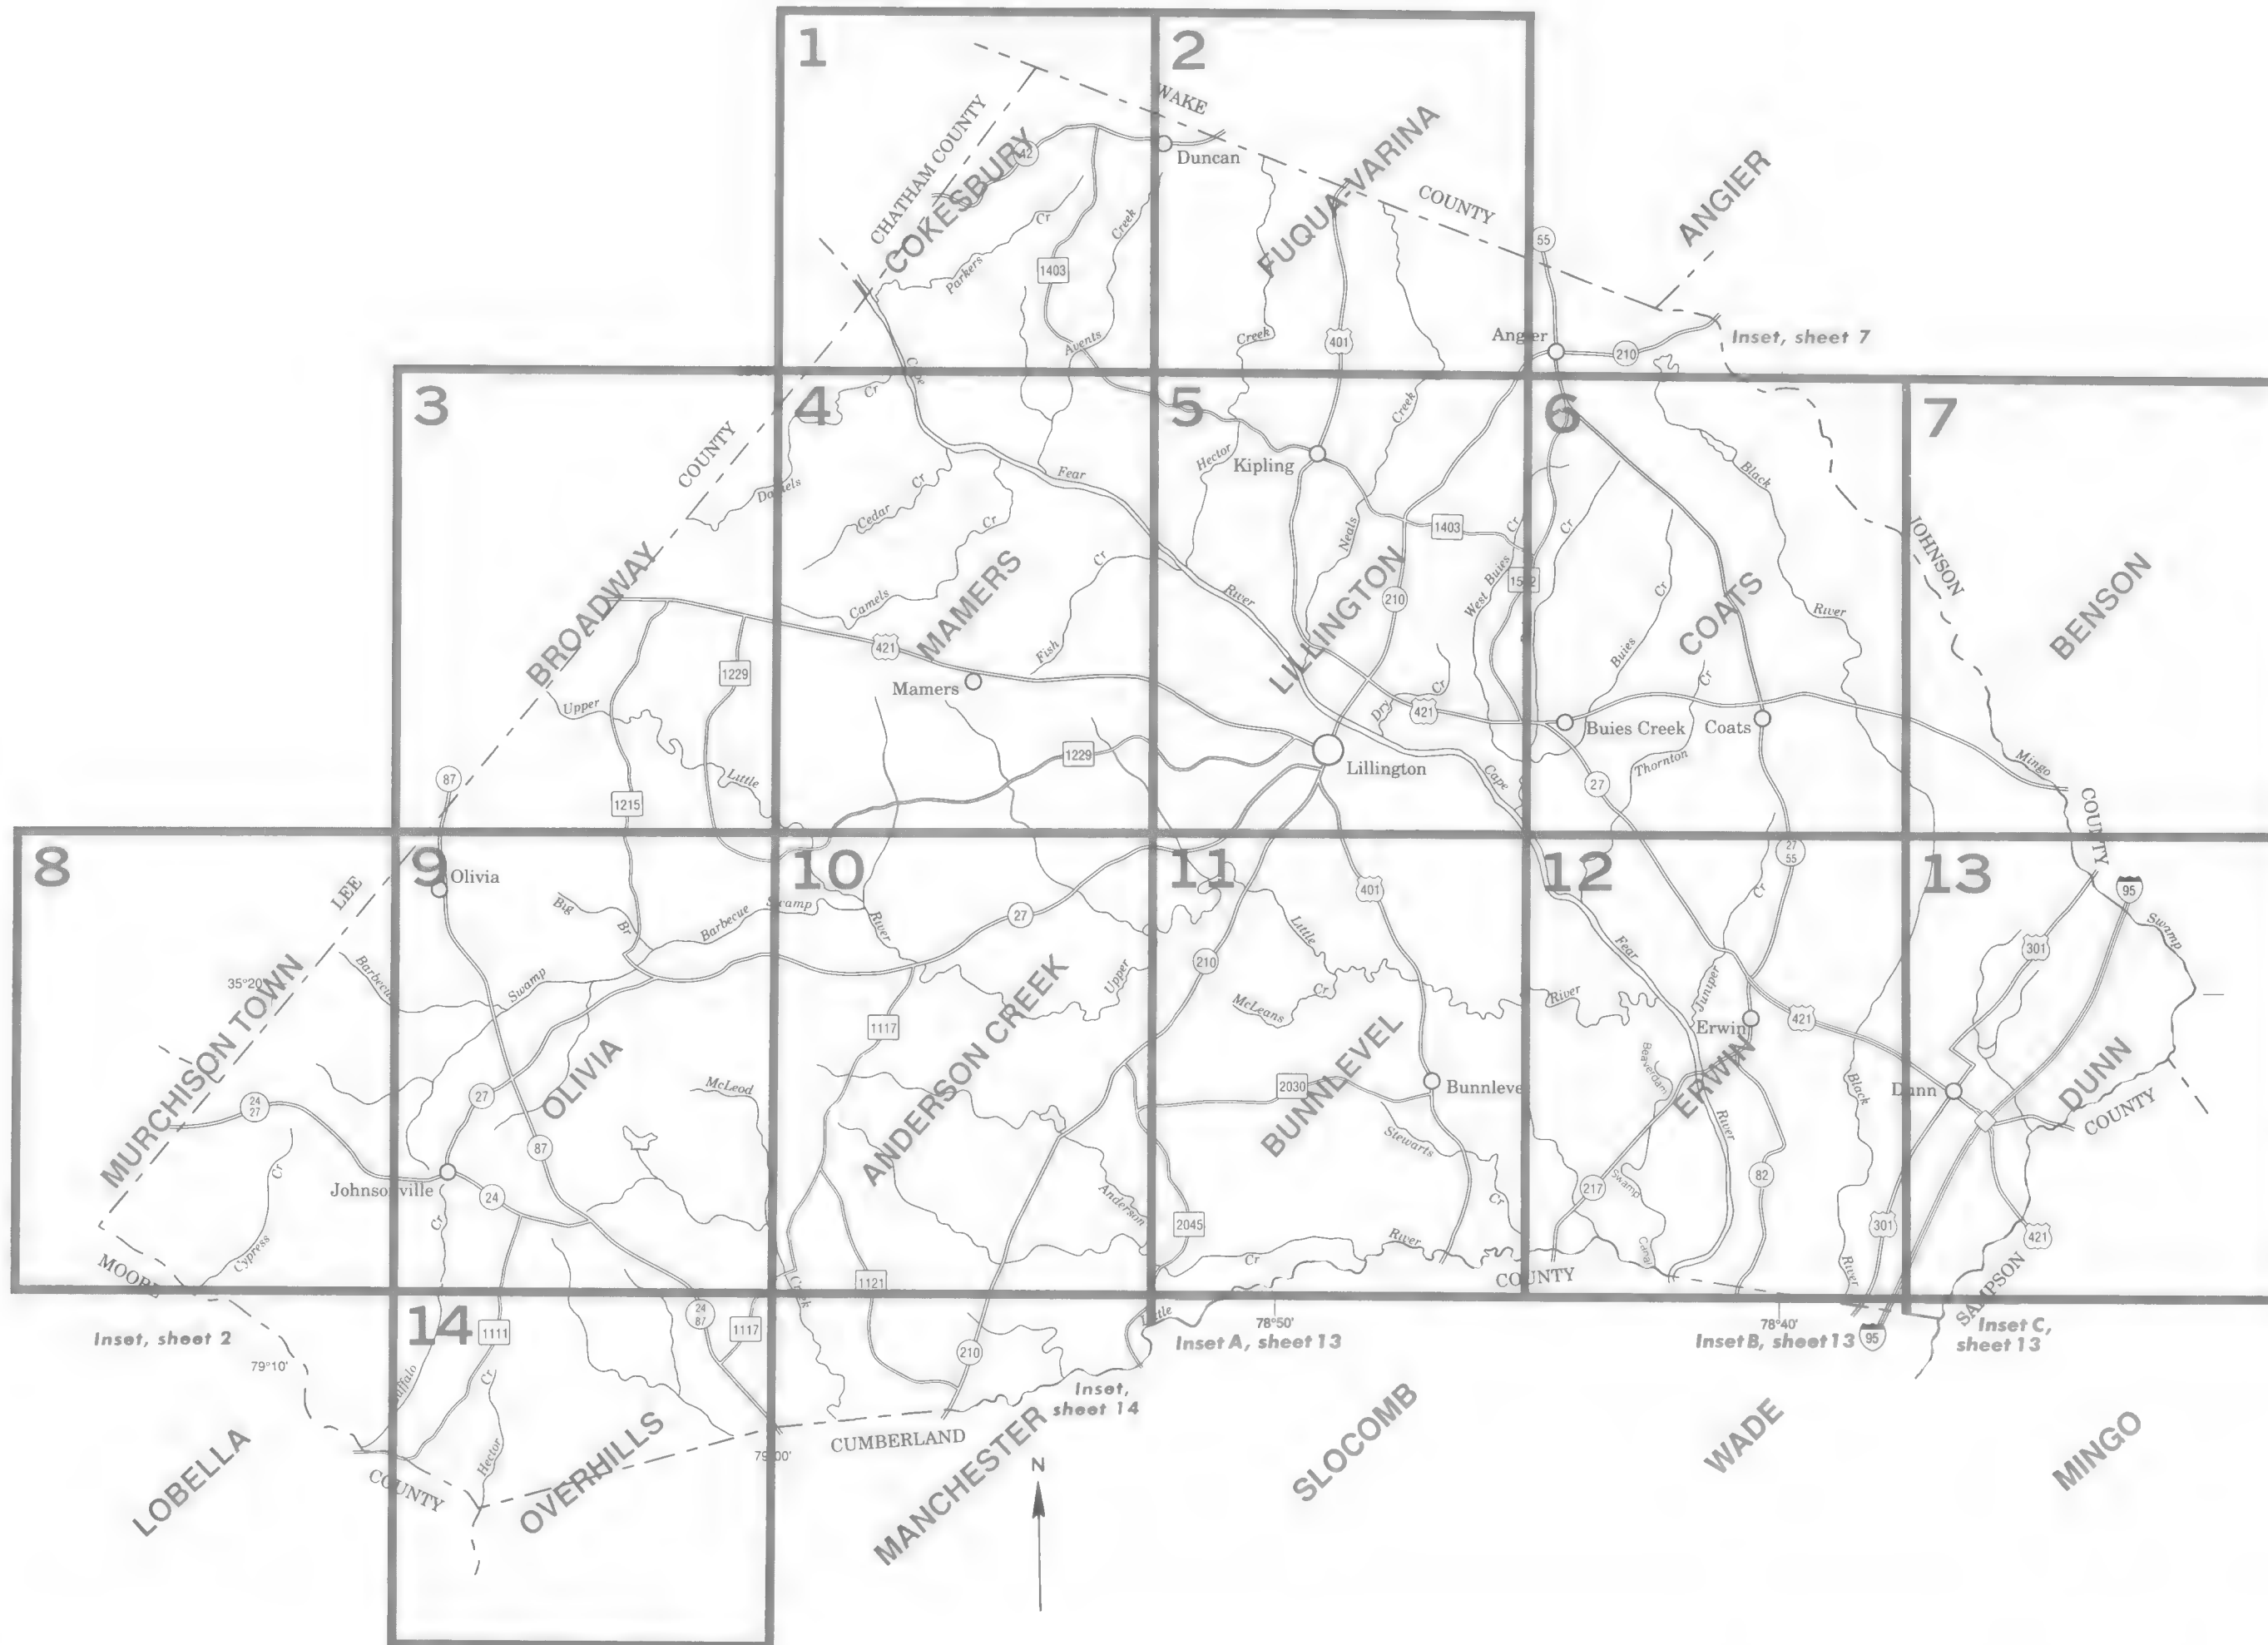 1
2
WAKE
CHATHAM COUNTY
COKESBURY
42
Duncan
FUQUA-VARINA
COUNTY
ANGIER
Cr
Creek
Parkers
1403
55
Avents
Creek
401
Angier
210
Inset, sheet 7
3
4
5
6
7
Cape
Cr
Creek
COUNTY
Daniels
Cedar
Cr
Fear
Hector
Kipling
Black
Cr
Neals
1403
Cr
Cr
JOHNSON
BROADWAY
MAMERS
Cr
LILLINGTON
West Buies
Cr
COATS
BENSON
Camels
River
210
River
421
Fish
Buies
1229
Mamers
Upper
Cr
Cr
Dry
421
Buies Creek
Coats
87
Little
1229
Lillington
Cape
Thornton
27
Mingo
COUNTY
1215
8
9
10
11
12
13
27
55
LEE
Olivia
401
95
Big
Br
Barbecue
Swamp
River
27
Cr
Little
Fear
301
Swamp
35°20'
Barbecue
Swamp
210
Upper
McLeans
Cr
River
Juniper
MURCHISON TOWN
1117
ANDERSON CREEK
BUNNLEVEL
Erwin
421
OLIVIA
Beaverdam
ERWIN
DUNN
24
27
27
McLeod
2030
Bunnleve
Black
Dunn
COUNTY
87
Stewarts
River
Cr
Johnsonville
24
Cr
Anderson
2045
Cr
217
Swamp
82
301
421
Cypress
MOORE
1121
Cr
River
COUNTY
Canal
River
SAMPSON
Creek
14
24
87
1117
1111
Little
78°50'
78°40'
Inset, sheet 2
Inset A, sheet 13
Inset B, sheet 13
95
Inset C,
sheet 13
79°10'
210
Cr
Inset,
sheet 14
CUMBERLAND
79°00'
COUNTY
Hector
N
LOBELLA
OVERHILLS
MANCHESTER
SLOCOMB
WADE
MINGO